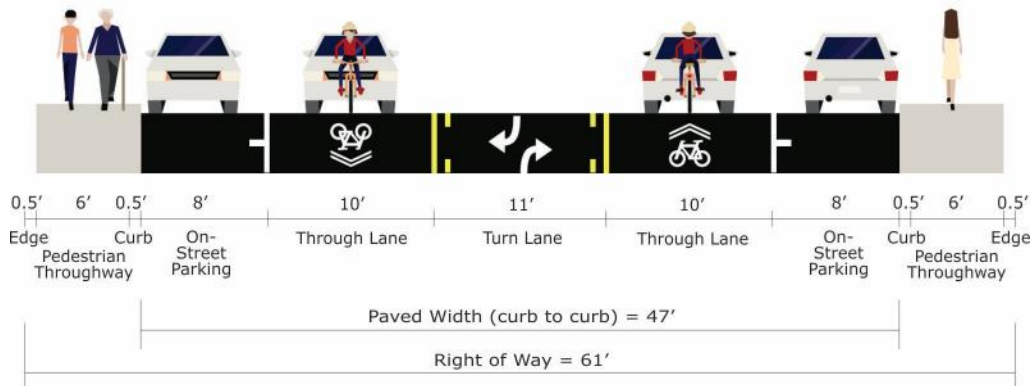 0.5′ 6′ 0.5′ 8′ 10′ 11′ 10′ 8′ 0.5′ 6′ 0.5′
Edge Pedestrian Throughway Curb On-Street Parking Through Lane Turn Lane Through Lane On-Street Parking Curb Pedestrian Throughway Edge
Paved Width (curb to curb) = 47′
Right of Way = 61′